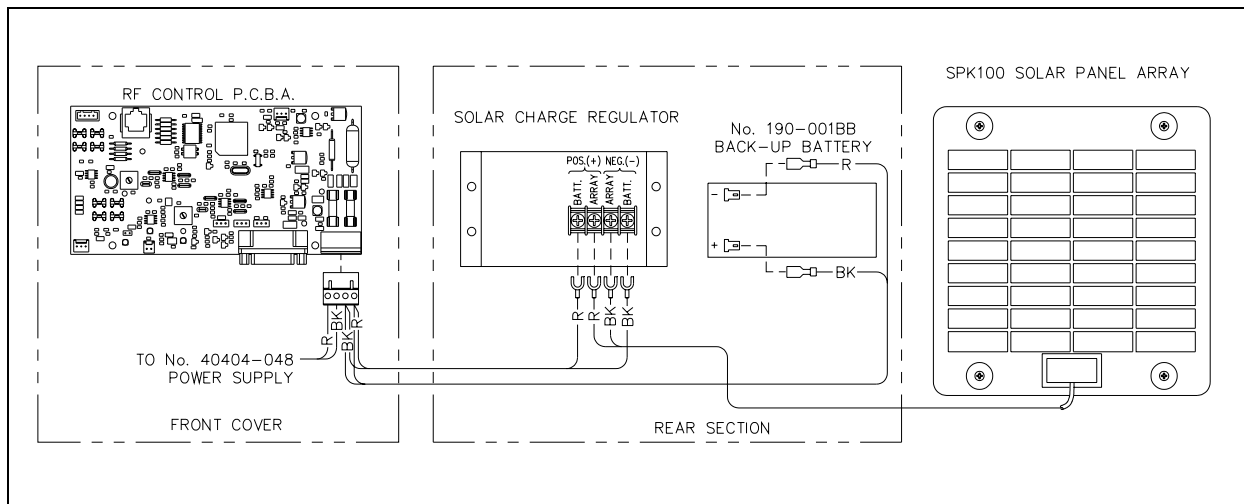 RF CONTROL P.C.B.A.
SOLAR CHARGE REGULATOR
POS.(+) NEG.(-)
BATT.
ARRAY
ARRAY
BATT.
No. 190-001BB
BACK-UP BATTERY
R
-
+
BK
SPK100 SOLAR PANEL ARRAY
R
BK
BK
R
R
R
BK
BK
TO No. 40404-048
POWER SUPPLY
FRONT COVER
REAR SECTION